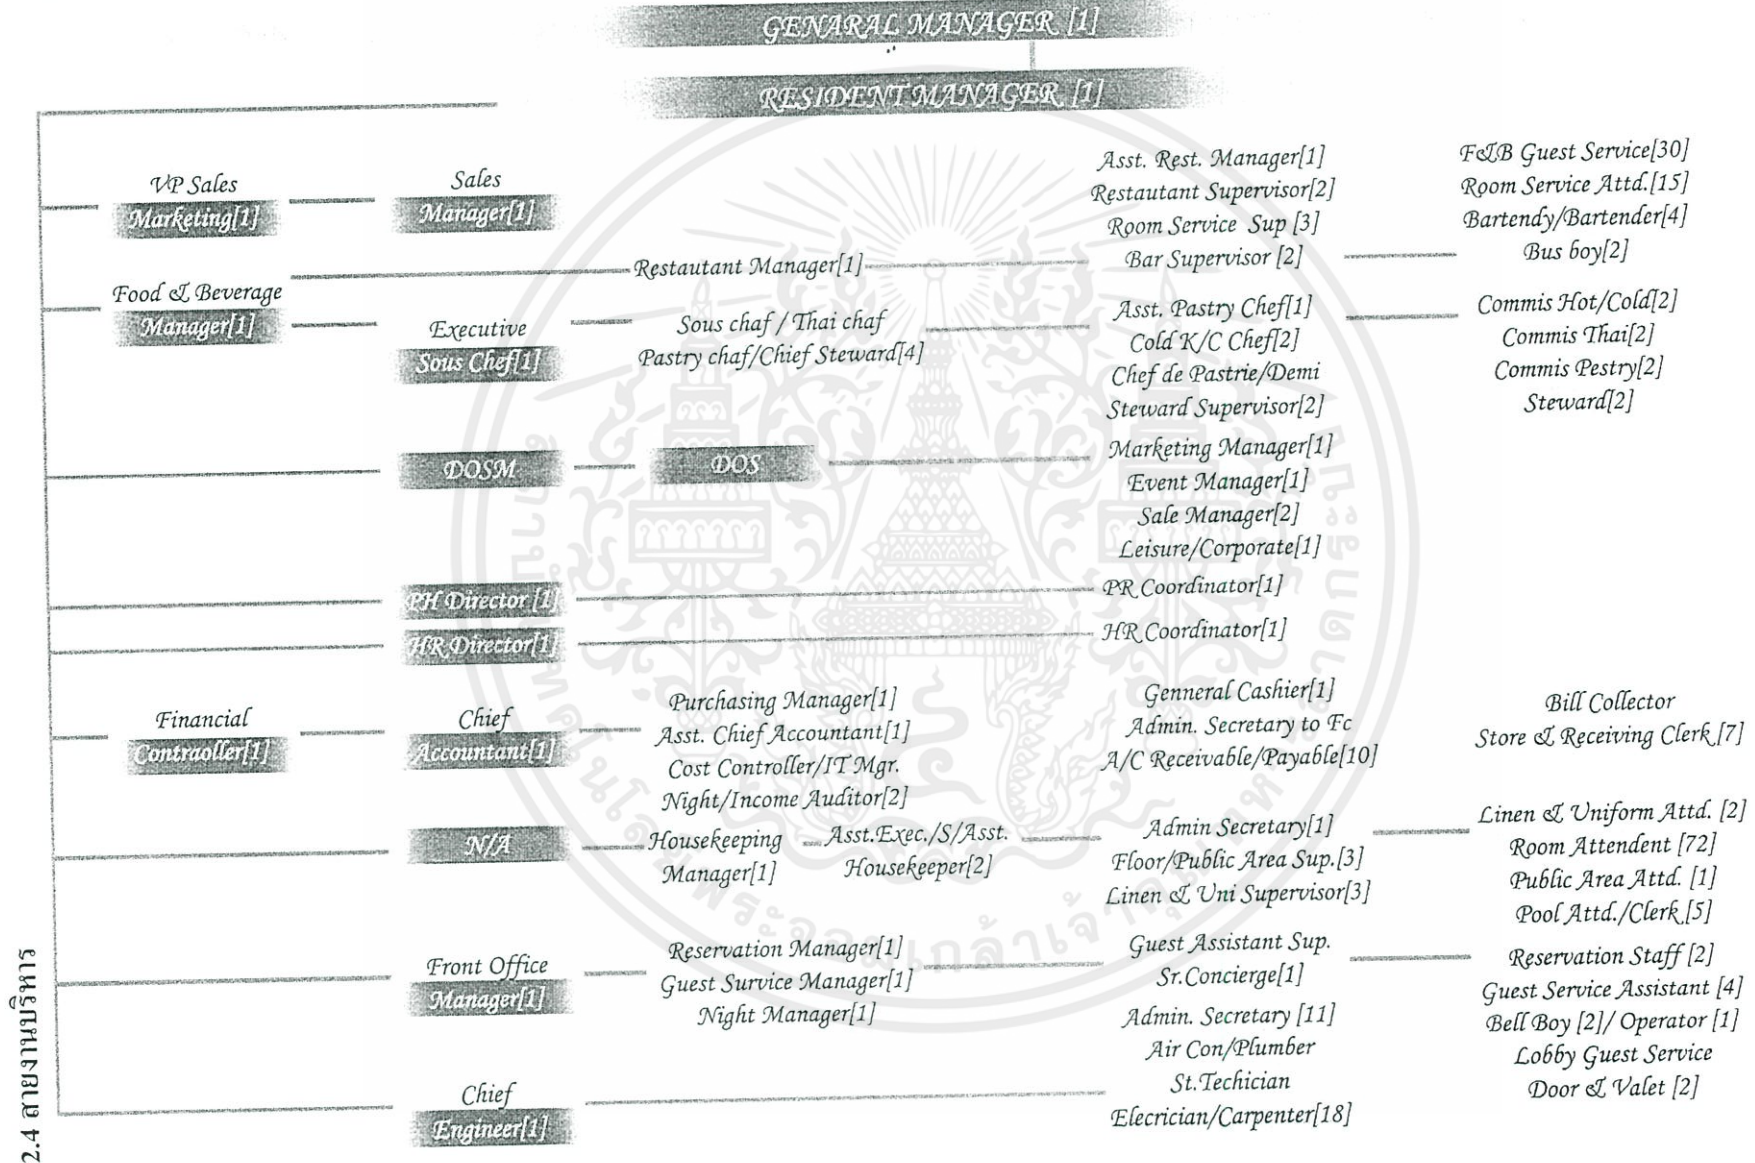 GENARAL MANAGER [1]
RESIDENT MANAGER [1]
VP Sales
Marketing[1]
Sales
Manager[1]
Asst. Rest. Manager[1]
Restautant Supervisor[2]
Room Service Sup [3]
Bar Supervisor [2]
F&B Guest Service[30]
Room Service Attd.[15]
Bartendy/Bartender[4]
Bus boy[2]
Restautant Manager[1]
Food & Beverage
Manager[1]
Executive
Sous Chef[1]
Sous chaf / Thai chaf
Pastry chaf/Chief Steward[4]
Asst. Pastry Chef[1]
Cold K/C Chef[2]
Chef de Pastrie/Demi
Steward Supervisor[2]
Commis Hot/Cold[2]
Commis Thai[2]
Commis Pestry[2]
Steward[2]
DOSM
DOS
Marketing Manager[1]
Event Manager[1]
Sale Manager[2]
Leisure/Corporate[1]
PH Director [1]
PR Coordinator[1]
HR Director[1]
HR Coordinator[1]
Financial
Contraoller[1]
Chief
Accountant[1]
Purchasing Manager[1]
Asst. Chief Accountant[1]
Cost Controller/IT Mgr.
Night/Income Auditor[2]
Genneral Cashier[1]
Admin. Secretary to Fc
A/C Receivable/Payable[10]
Bill Collector
Store & Receiving Clerk [7]
N/A
Housekeeping
Manager[1]
Asst.Exec./S/Asst.
Housekeeper[2]
Admin Secretary[1]
Floor/Public Area Sup.[3]
Linen & Uni Supervisor[3]
Linen & Uniform Attd. [2]
Room Attendent [72]
Public Area Attd. [1]
Pool Attd./Clerk [5]
Front Office
Manager[1]
Reservation Manager[1]
Guest Survice Manager[1]
Night Manager[1]
Guest Assistant Sup.
Sr.Concierge[1]
Reservation Staff [2]
Guest Service Assistant [4]
Bell Boy [2]/ Operator [1]
Lobby Guest Service
Door & Valet [2]
Chief
Engineer[1]
Admin. Secretary [11]
Air Con/Plumber
St.Techician
Elecrician/Carpenter[18]
2.4 สายงานบริหาร